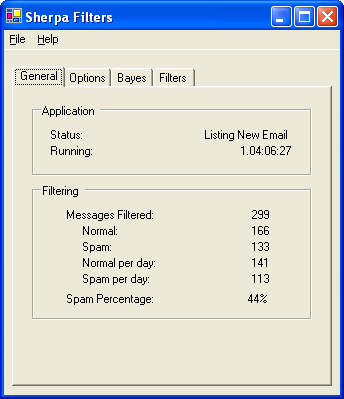 Sherpa Filters
File Help
General Options Bayes Filters
Application
Status: Listing New Email
Running: 1.04:06:27
Filtering
Messages Filtered: 299
Normal: 166
Spam: 133
Normal per day: 141
Spam per day: 113
Spam Percentage: 44%